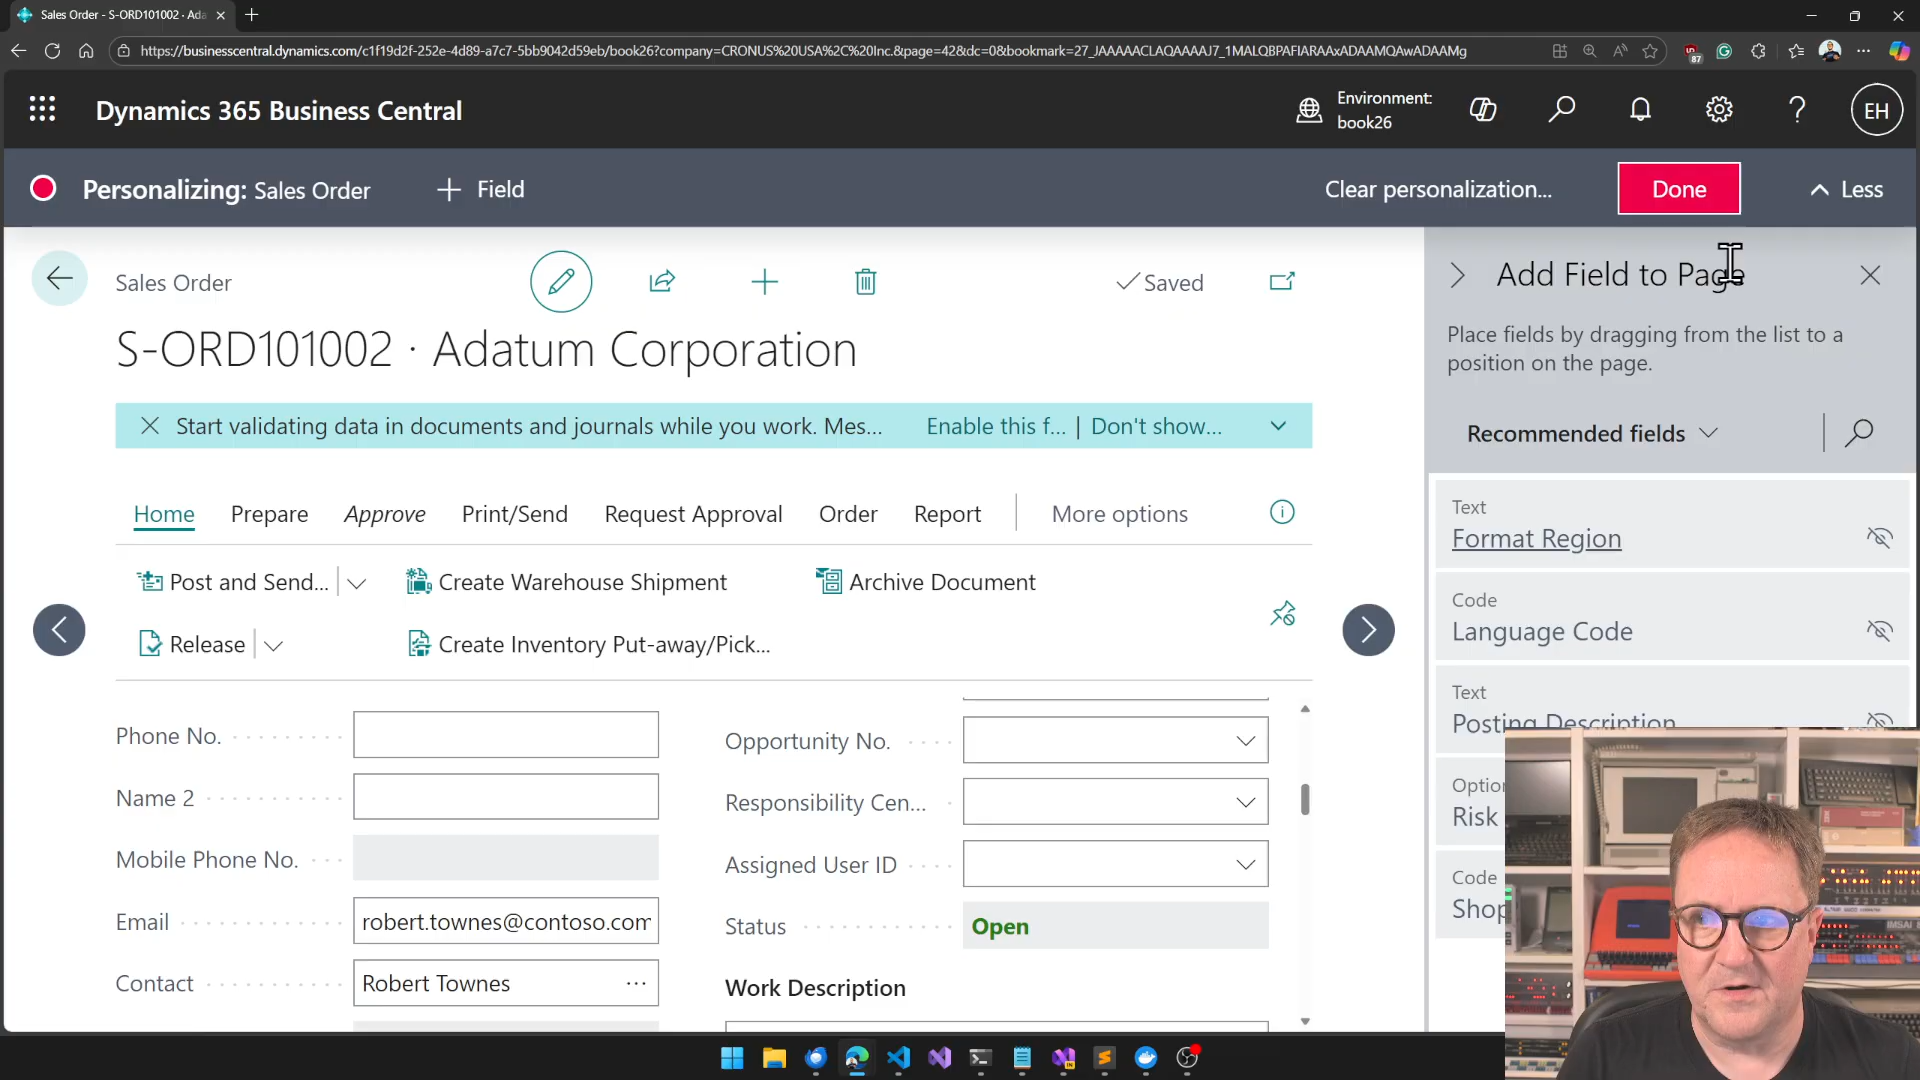 Sales Order - S-ORD101002 · Ada
https://businesscentral.dynamics.com/c1f19d2f-252e-4d89-a7c7-5bb9042d59eb/book26?company=CRONUS%20USA%2C%20Inc.&page=42&dc=0&bookmark=27_JAAAAACLAQAAAAJ7_1MALQBPAFIARAAxADAAMQAwADAAMg
87
Dynamics 365 Business Central
Environment:
book26
EH
Personalizing: Sales Order
Field
Clear personalization...
Done
Less
Sales Order
Saved
S-ORD101002 · Adatum Corporation
Start validating data in documents and journals while you work. Mes...
Enable this f... | Don't show...
Home Prepare Approve Print/Send Request Approval Order Report More options
Post and Send...
Create Warehouse Shipment
Archive Document
Release
Create Inventory Put-away/Pick...
Phone No.
Name 2
Mobile Phone No.
Email robert.townes@contoso.com
Contact Robert Townes
Opportunity No.
Responsibility Cen...
Assigned User ID
Status Open
Work Description
Add Field to Page
Place fields by dragging from the list to a
position on the page.
Recommended fields
Text
Format Region
Code
Language Code
Text
Posting Description
Option
Risk
Code
Shop